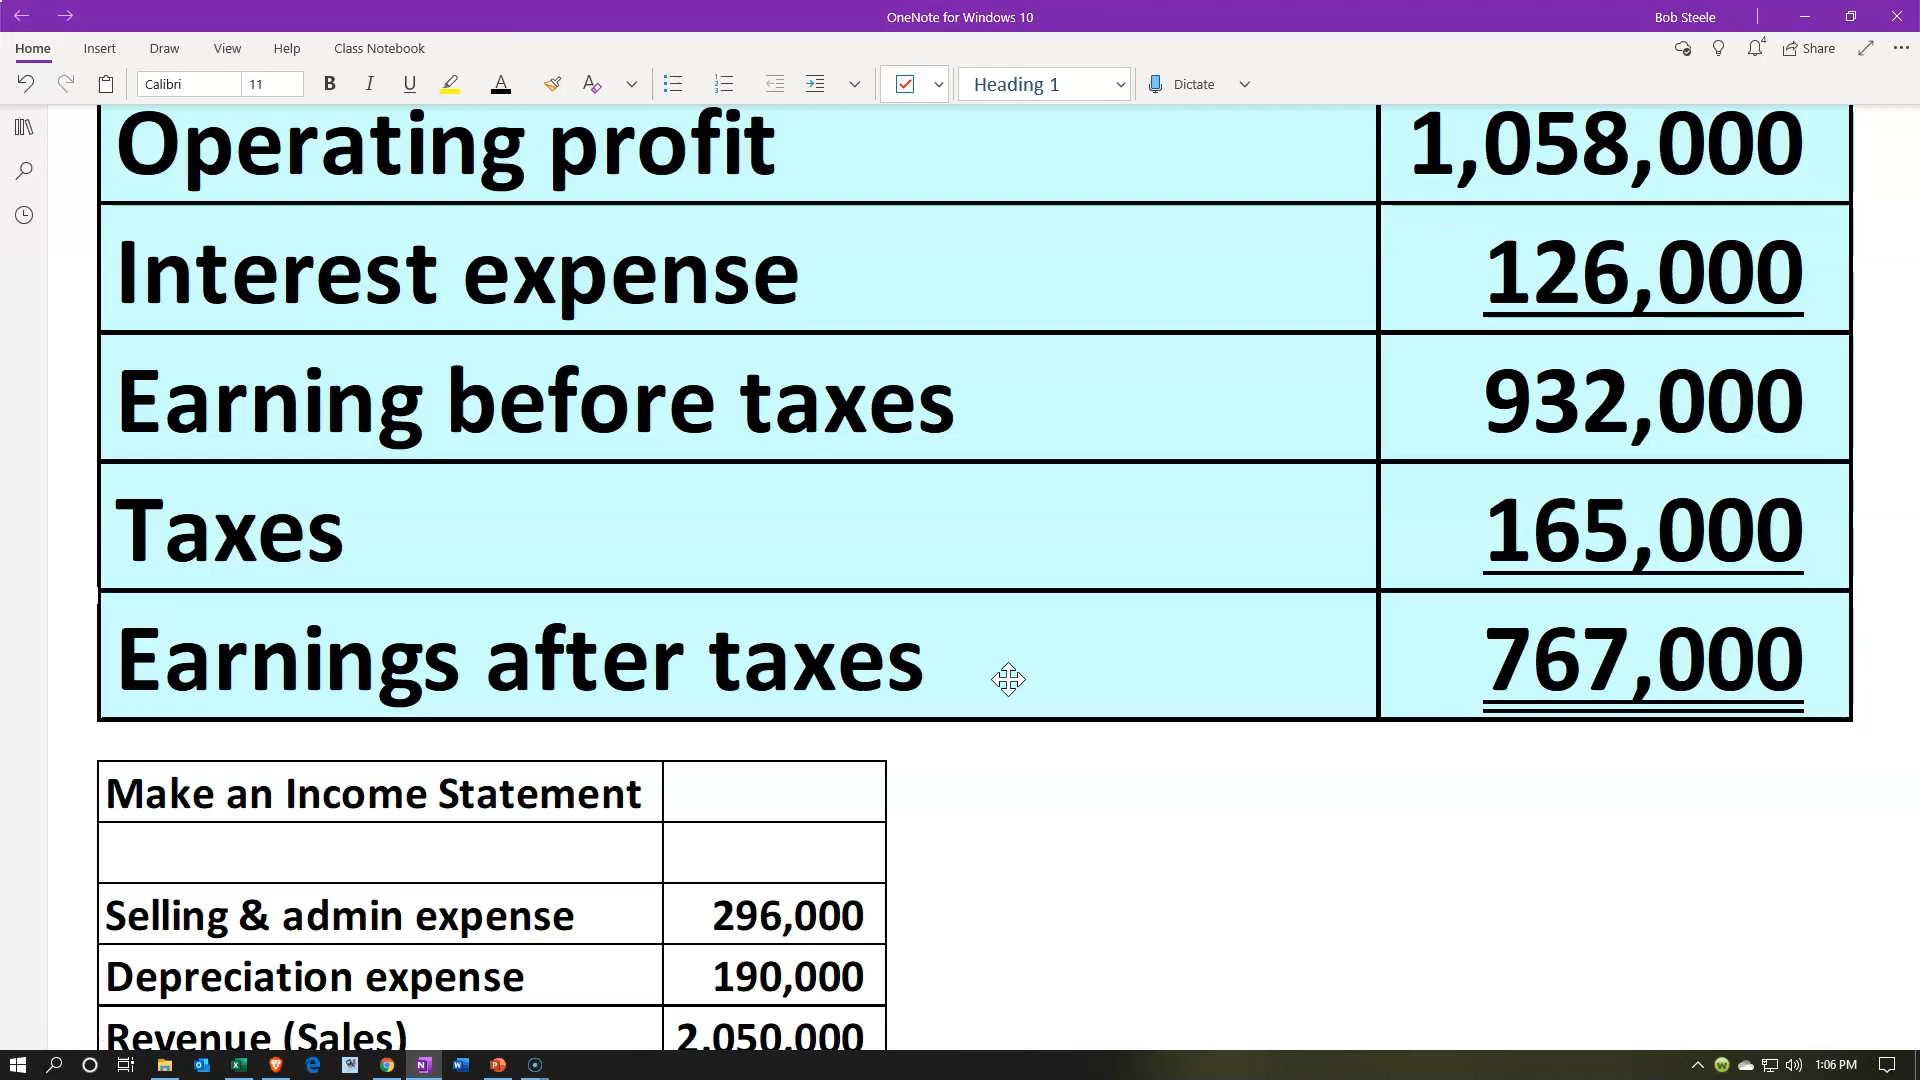 OneNote for Windows 10
Bob Steele
Home Insert Draw View Help Class Notebook
4
Share
Calibri 11 B I U A A Heading 1 Dictate
Operating profit 1,058,000
Interest expense 126,000
Earning before taxes 932,000
Taxes 165,000
Earnings after taxes 767,000
Make an Income Statement
Selling & admin expense 296,000
Depreciation expense 190,000
Revenue (Sales) 2,050,000
1:06 PM